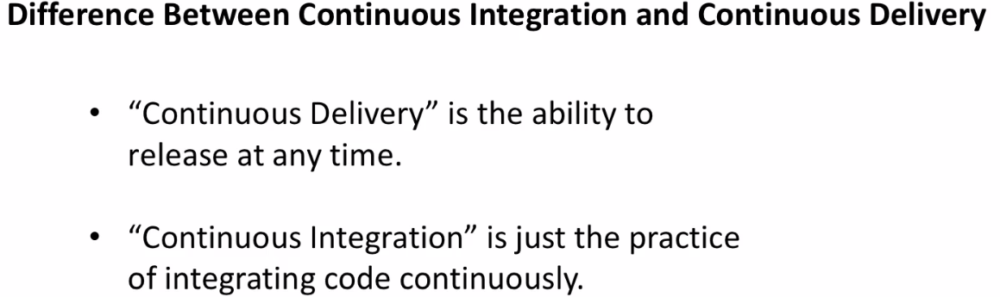 Difference Between Continuous Integration and Continuous Delivery
• “Continuous Delivery” is the ability to
release at any time.
• “Continuous Integration” is just the practice
of integrating code continuously.